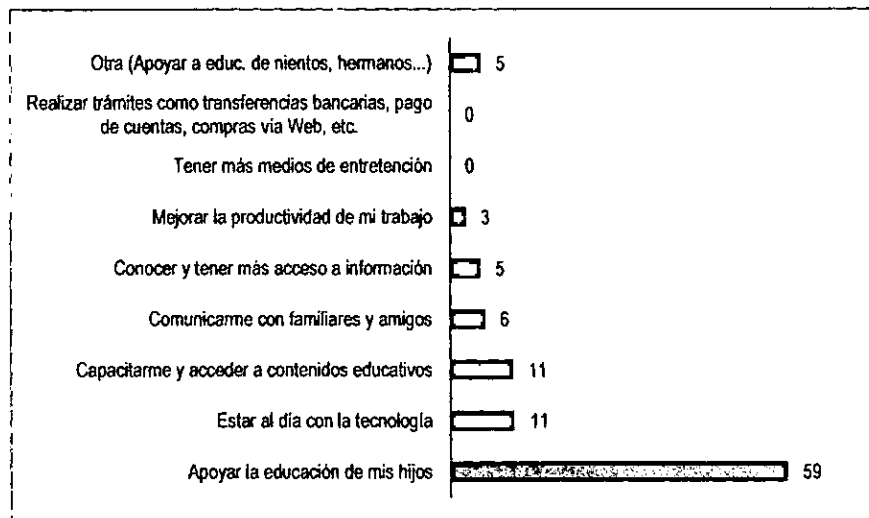 Otra (Apoyar a educ. de nientos, hermanos...) 5
Realizar trámites como transferencias bancarias, pago
de cuentas, compras vía Web, etc. 0
Tener más medios de entretención 0
Mejorar la productividad de mi trabajo 3
Conocer y tener más acceso a información 5
Comunicarme con familiares y amigos 6
Capacitarme y acceder a contenidos educativos 11
Estar al día con la tecnología 11
Apoyar la educación de mis hijos 59